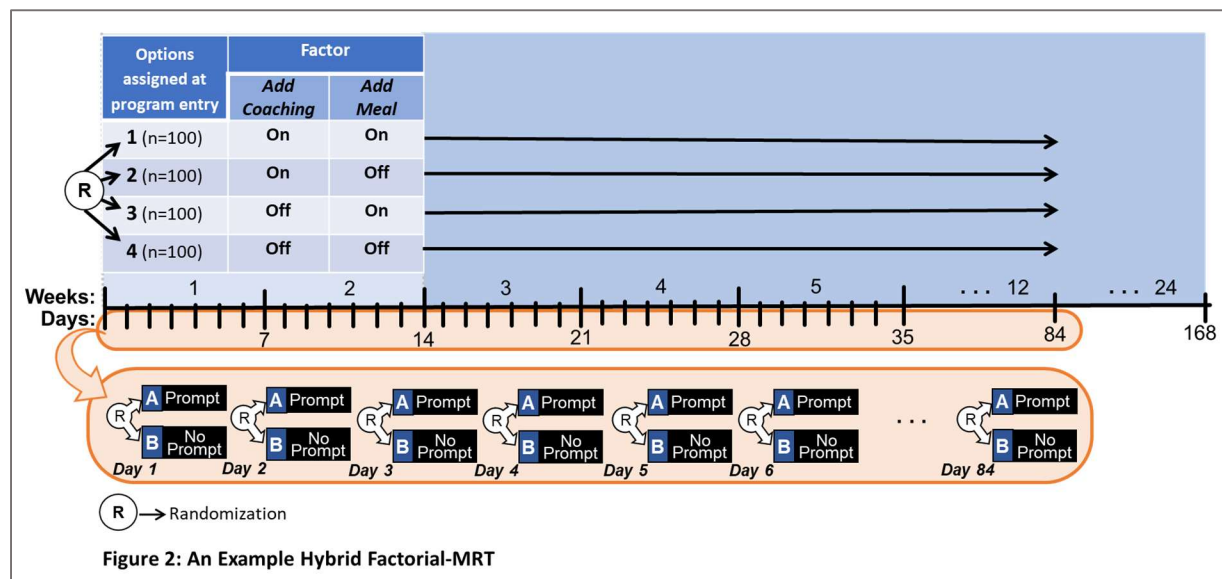 Options assigned at program entry
Factor
Add Coaching
Add Meal
1 (n=100) On On
2 (n=100) On Off
3 (n=100) Off On
4 (n=100) Off Off
R
Weeks: 1 2 3 4 5 ... 12 ... 24
Days: 7 14 21 28 35 84 168
R A Prompt B No Prompt Day 1
R A Prompt B No Prompt Day 2
R A Prompt B No Prompt Day 3
R A Prompt B No Prompt Day 4
R A Prompt B No Prompt Day 5
R A Prompt B No Prompt Day 6
...
R A Prompt B No Prompt Day 84
R Randomization
Figure 2: An Example Hybrid Factorial-MRT